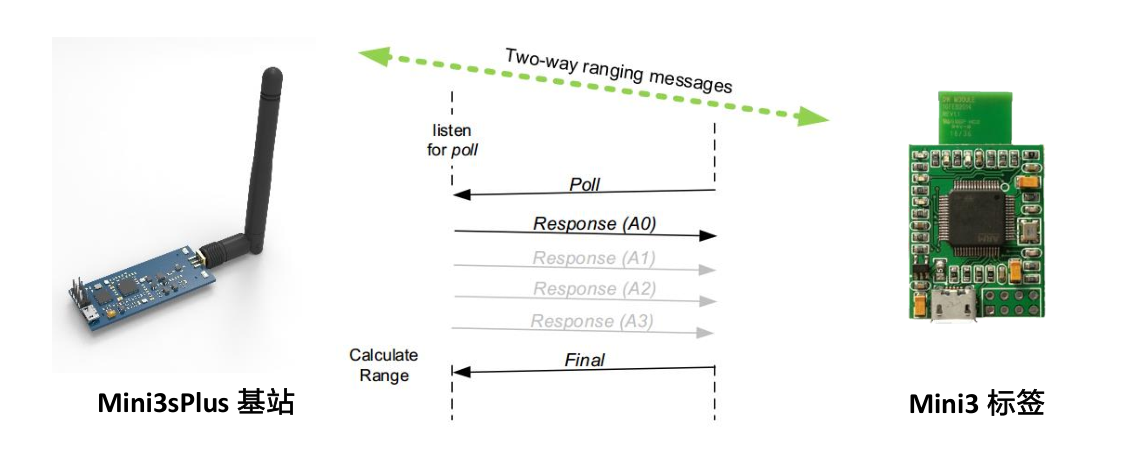 Two-way ranging messages
listen
for poll
Poll
Response (A0)
Response (A1)
Response (A2)
Response (A3)
Calculate
Range
Final
Mini3sPlus 基站
Mini3 标签